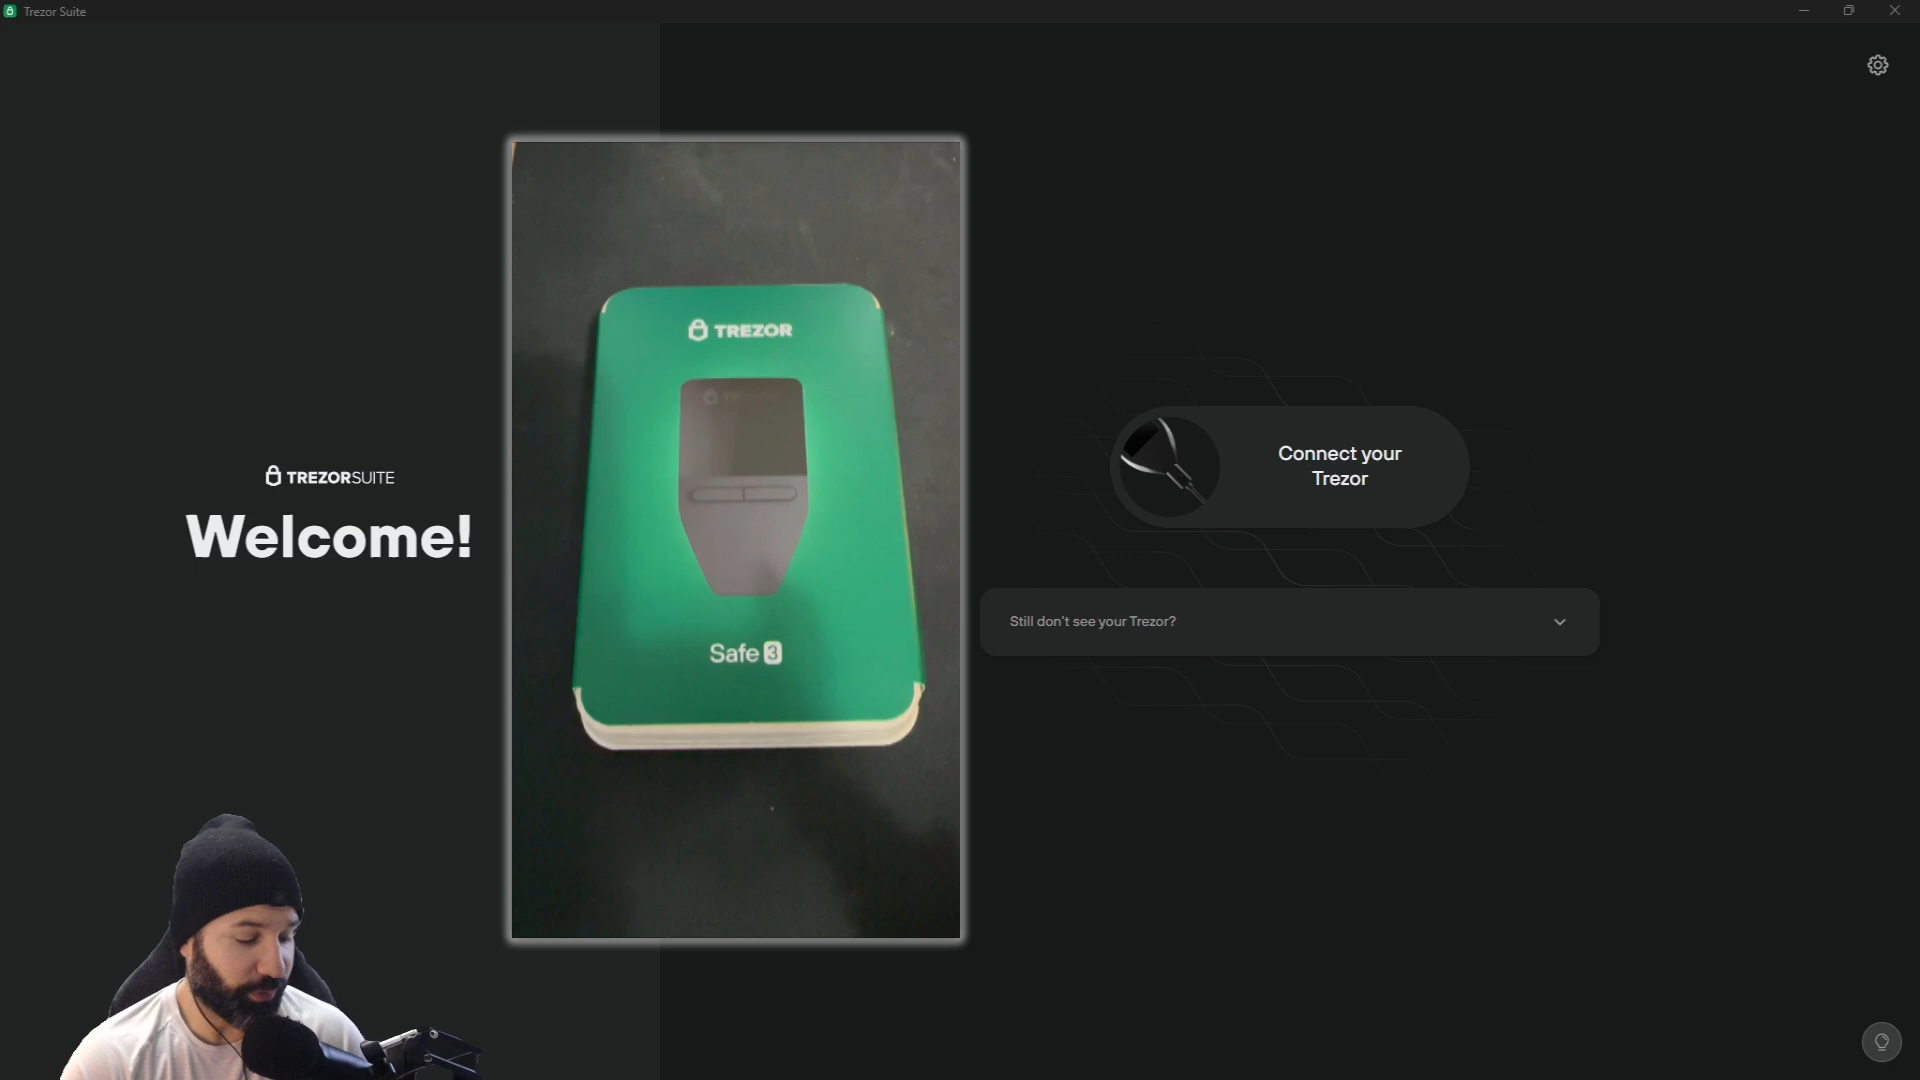 Trezor Suite
TREZORSUITE
Welcome!
TREZOR
Safe 3
Connect your
Trezor
Still don't see your Trezor?